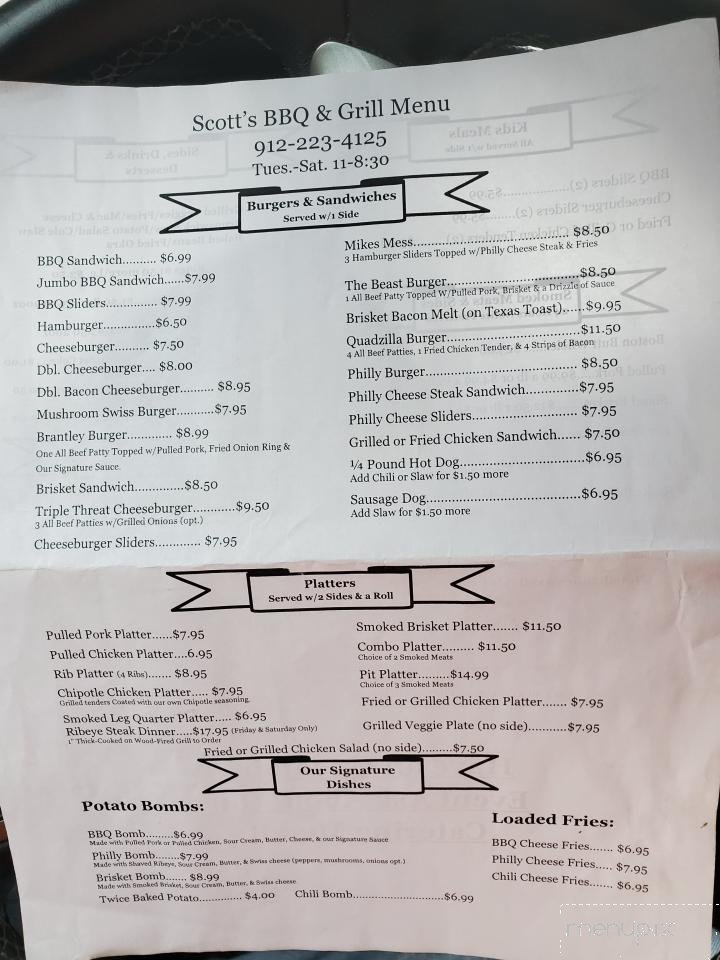 Scott's BBQ & Grill Menu
912-223-4125
Tues.-Sat. 11-8:30
Burgers & Sandwiches
Served w/1 Side
BBQ Sandwich.......... $6.99
Jumbo BBQ Sandwich......$7.99
BBQ Sliders............ $7.99
Hamburger...............$6.50
Cheeseburger.......... $7.50
Dbl. Cheeseburger.... $8.00
Dbl. Bacon Cheeseburger.......... $8.95
Mushroom Swiss Burger...........$7.95
Brantley Burger............. $8.99
One All Beef Patty Topped w/Pulled Pork, Fried Onion Ring &
Our Signature Sauce.
Brisket Sandwich..............$8.50
Triple Threat Cheeseburger............$9.50
3 All Beef Patties w/Grilled Onions (opt.)
Cheeseburger Sliders............. $7.95
Mikes Mess............................................ $8.50
3 Hamburger Sliders Topped w/Philly Cheese Steak & Fries
The Beast Burger.......................................$8.50
1 All Beef Patty Topped W/Pulled Pork, Brisket & a Drizzle of Sauce
Brisket Bacon Melt (on Texas Toast)......$9.95
Quadzilla Burger......................................$11.50
4 All Beef Patties, 1 Fried Chicken Tender, & 4 Strips of Bacon
Philly Burger............................................ $8.50
Philly Cheese Steak Sandwich................$7.95
Philly Cheese Sliders.............................. $7.95
Grilled or Fried Chicken Sandwich...... $7.50
¼ Pound Hot Dog....................................$6.95
Add Chili or Slaw for $1.50 more
Sausage Dog............................................$6.95
Add Slaw for $1.50 more
Platters
Served w/2 Sides & a Roll
Pulled Pork Platter......$7.95
Pulled Chicken Platter....6.95
Rib Platter (4 Ribs)....... $8.95
Chipotle Chicken Platter..... $7.95
Grilled tenders Coated with our own Chipotle seasoning.
Smoked Leg Quarter Platter..... $6.95
Ribeye Steak Dinner.....$17.95 (Friday & Saturday Only)
1" Thick-Cooked on Wood-Fired Grill to Order
Smoked Brisket Platter....... $11.50
Combo Platter......... $11.50
Choice of 2 Smoked Meats
Pit Platter.........$14.99
Choice of 3 Smoked Meats
Fried or Grilled Chicken Platter....... $7.95
Grilled Veggie Plate (no side)...........$7.95
Fried or Grilled Chicken Salad (no side).........$7.50
Our Signature
Dishes
Potato Bombs:
BBQ Bomb.........$6.99
Made with Pulled Pork or Pulled Chicken, Sour Cream, Butter, Cheese, & our Signature Sauce
Philly Bomb........$7.99
Made with Shaved Ribeye, Sour Cream, Butter, & Swiss cheese (peppers, mushrooms, onions opt.)
Brisket Bomb....... $8.99
Made with Smoked Brisket, Sour Cream, Butter, & Swiss cheese
Twice Baked Potato............. $4.00 Chili Bomb..............................$6.99
Loaded Fries:
BBQ Cheese Fries....... $6.95
Philly Cheese Fries..... $7.95
Chili Cheese Fries....... $6.95
menupix